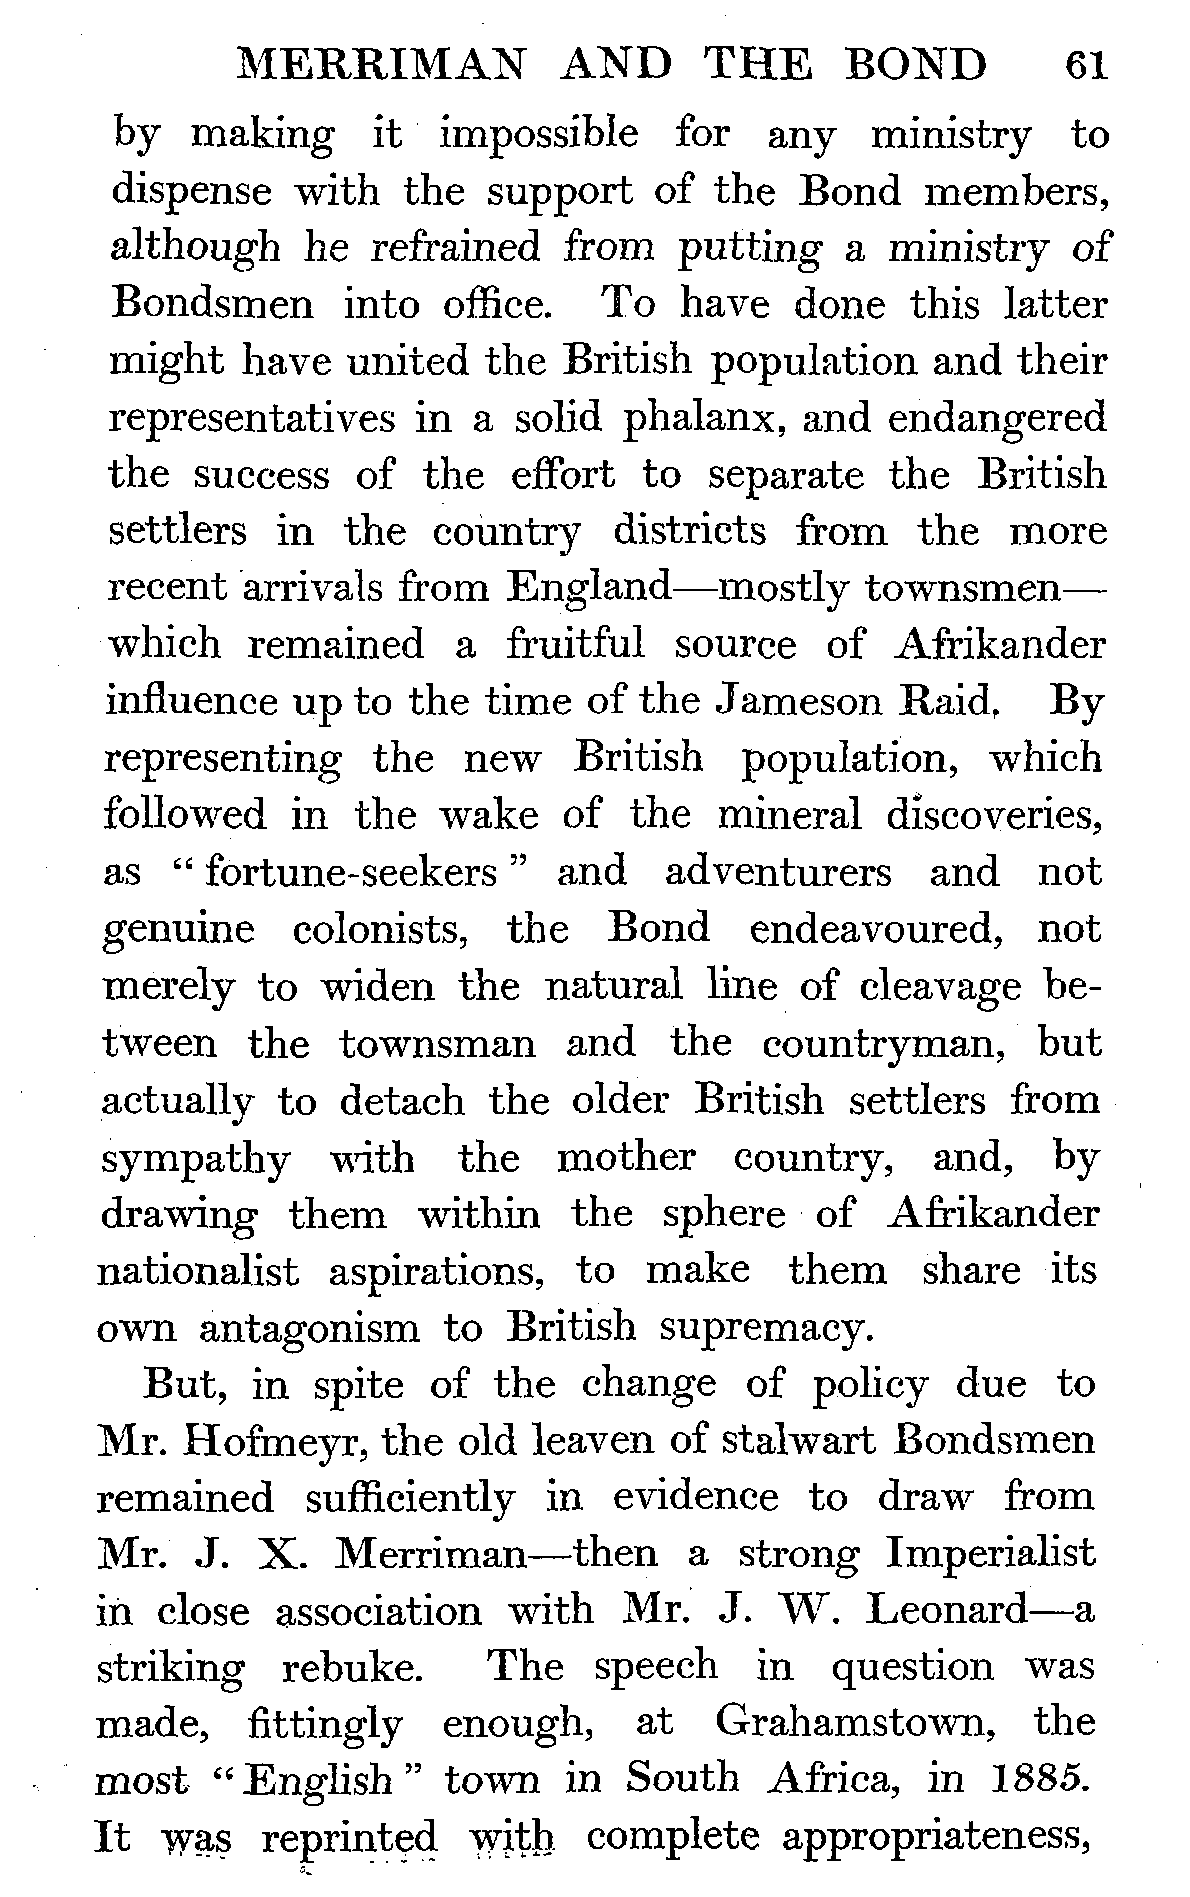 MERRIMAN AND THE BOND 61
by making it impossible for any ministry to
dispense with the support of the Bond members,
although he refrained from putting a ministry of
Bondsmen into office. To have done this latter
might have united the British population and their
representatives in a solid phalanx, and endangered
the success of the effort to separate the British
settlers in the country districts from the more
recent arrivals from England—mostly townsmen—
which remained a fruitful source of Afrikander
influence up to the time of the Jameson Raid. By
representing the new British population, which
followed in the wake of the mineral discoveries,
as “ fortune-seekers ” and adventurers and not
genuine colonists, the Bond endeavoured, not
merely to widen the natural line of cleavage be-
tween the townsman and the countryman, but
actually to detach the older British settlers from
sympathy with the mother country, and, by
drawing them within the sphere of Afrikander
nationalist aspirations, to make them share its
own antagonism to British supremacy.
But, in spite of the change of policy due to
Mr. Hofmeyr, the old leaven of stalwart Bondsmen
remained sufficiently in evidence to draw from
Mr. J. X. Merriman—then a strong Imperialist
in close association with Mr. J. W. Leonard—a
striking rebuke. The speech in question was
made, fittingly enough, at Grahamstown, the
most “ English ” town in South Africa, in 1885.
It was reprinted with complete appropriateness,